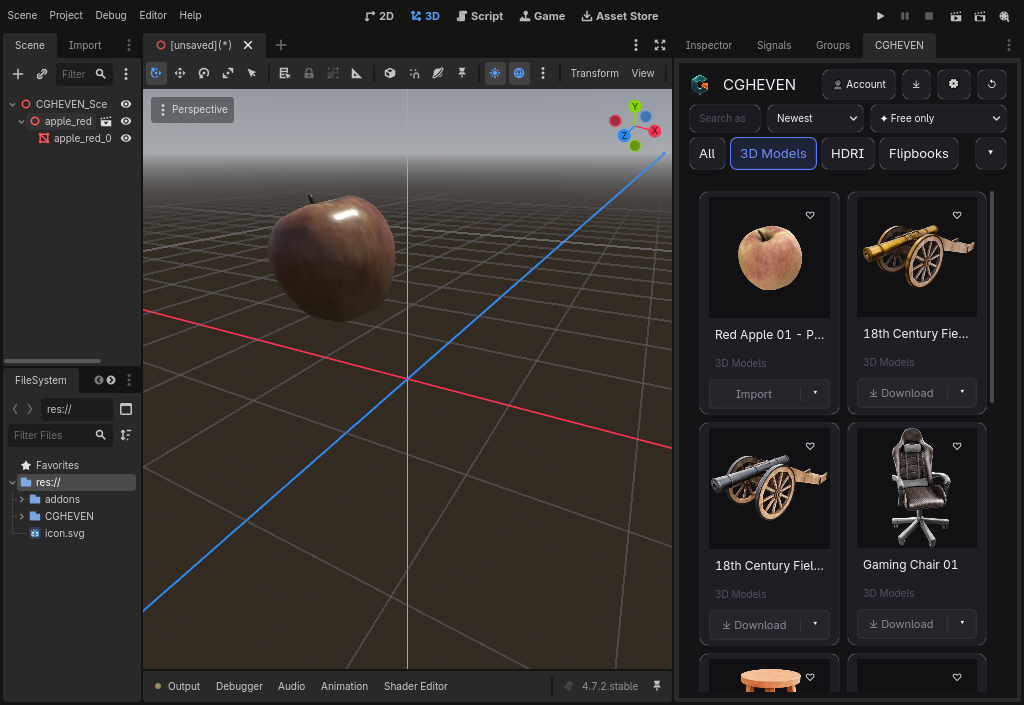 Scene Project Debug Editor Help
2D 3D Script Game Asset Store
Scene Import
[unsaved](*)
Inspector Signals Groups CGHEVEN
Filter
Transform View
CGHEVEN Account
CGHEVEN_Sce
apple_red
apple_red_0
Perspective
Y
X
Z
Search as Newest Free only
All 3D Models HDRI Flipbooks
Red Apple 01 - P...
3D Models
Import
18th Century Fie...
3D Models
Download
FileSystem
res://
Filter Files
Favorites
res://
addons
CGHEVEN
icon.svg
18th Century Fiel...
3D Models
Download
Gaming Chair 01
3D Models
Download
Output Debugger Audio Animation Shader Editor 4.7.2.stable